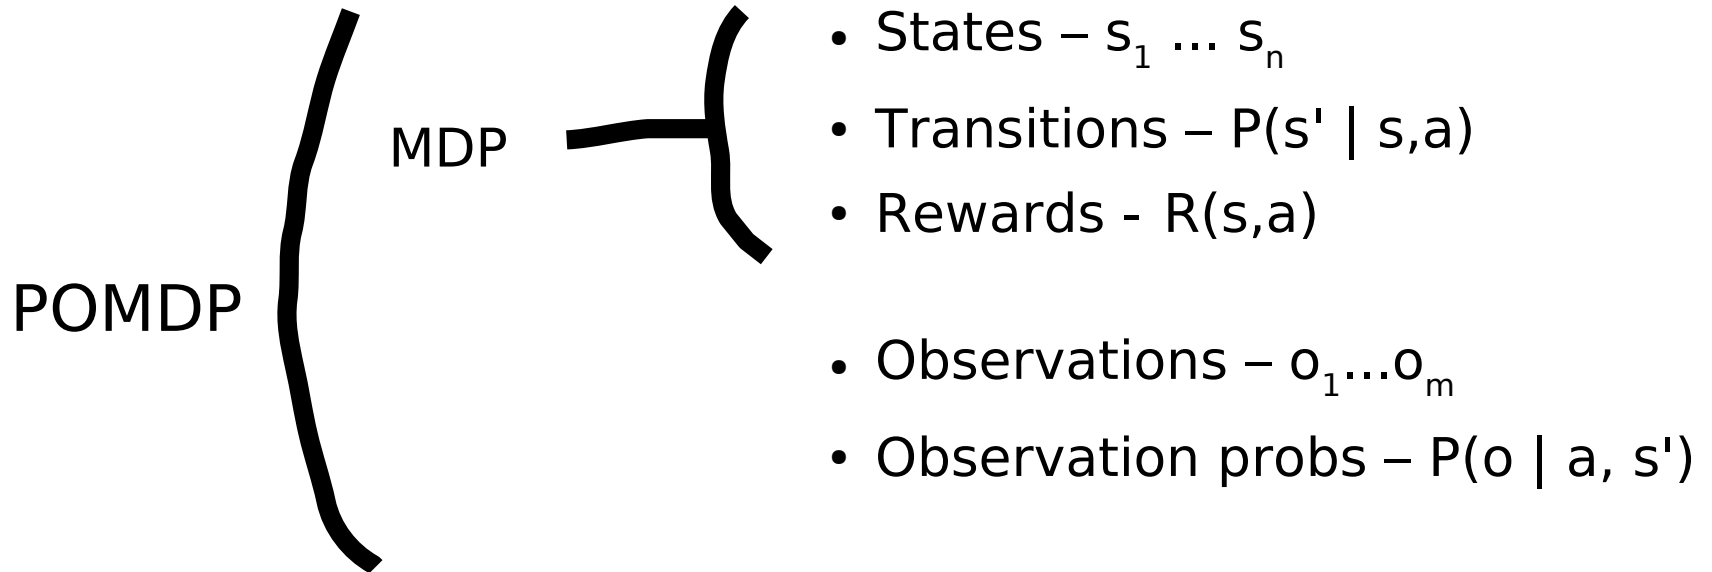 States – s1 ... sn
Transitions – P(s' | s,a)
MDP
Rewards - R(s,a)
POMDP
Observations – o1...om
Observation probs – P(o | a, s')